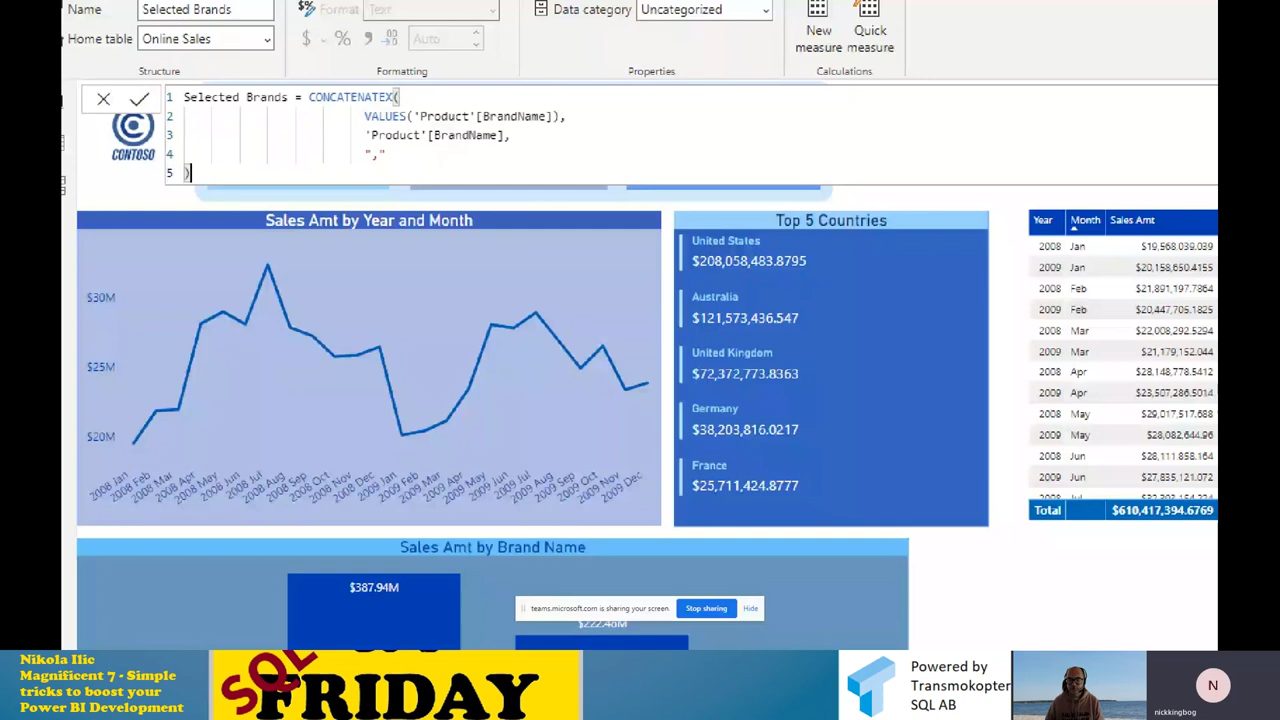 Name Selected Brands Format Text Data category Uncategorized New Quick
Home table Online Sales $ % Auto measure measure
Structure Formatting Properties Calculations
1 Selected Brands = CONCATENATEX(
2 VALUES('Product'[BrandName]),
3 'Product'[BrandName],
4 ","
5 )
CONTOSO
Sales Amt by Year and Month
$30M
$25M
$20M
2008 Jan 2008 Feb 2008 Mar 2008 Apr 2008 May 2008 Jun 2008 Jul 2008 Aug 2008 Sep 2008 Oct 2008 Nov 2008 Dec 2009 Jan 2009 Feb 2009 Mar 2009 Apr 2009 May 2009 Jun 2009 Jul 2009 Aug 2009 Sep 2009 Oct 2009 Nov 2009 Dec
Top 5 Countries
United States
$208,058,483.8795
Australia
$121,573,436.547
United Kingdom
$72,372,773.8363
Germany
$38,203,816.0217
France
$25,711,424.8777
Year Month Sales Amt
2008 Jan $19,568,039.039
2009 Jan $20,158,650.4155
2008 Feb $21,891,197.7864
2009 Feb $20,447,705.1825
2008 Mar $22,008,292.5294
2009 Mar $21,179,152.044
2008 Apr $28,148,778.5412
2009 Apr $23,507,286.5014
2008 May $29,017,517.688
2009 May $28,082,644.96
2008 Jun $28,111,858.164
2009 Jun $27,835,121.072
2008 Jul
Total $610,417,394.6769
Sales Amt by Brand Name
$387.94M
$222.48M
teams.microsoft.com is sharing your screen. Stop sharing Hide
Nikola Ilic
Magnificent 7 - Simple
tricks to boost your
Power BI Development
SQL
FRIDAY
Powered by
Transmokopter
SQL AB
N
nickkingbog